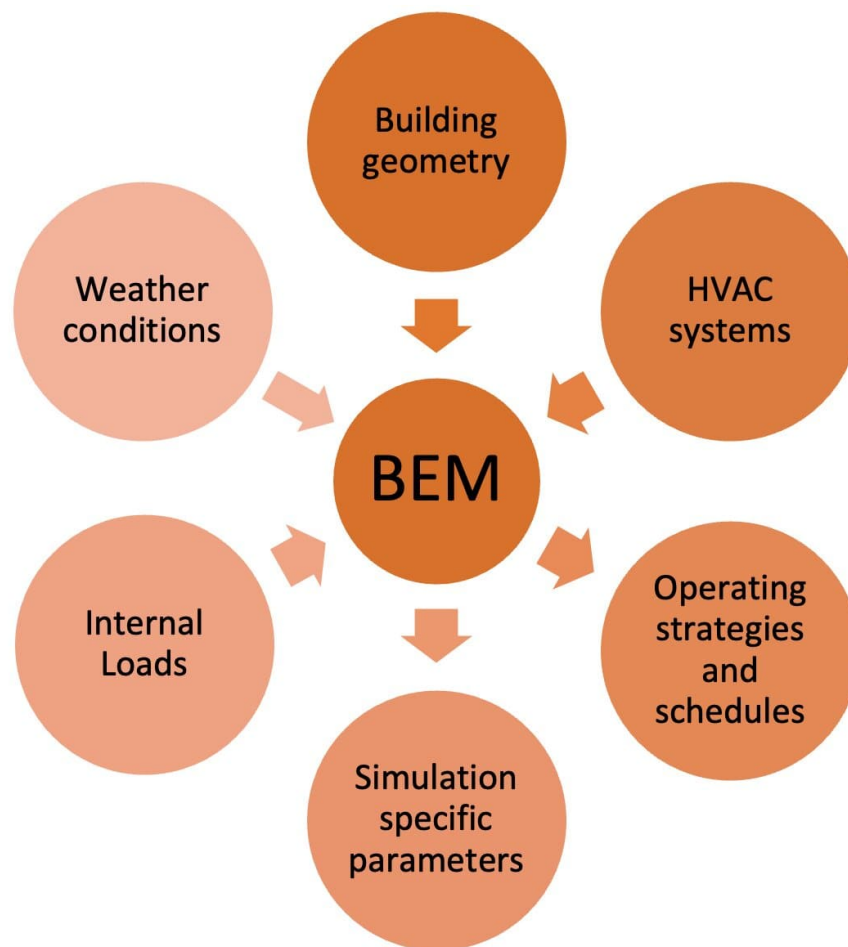 Building
geometry
Weather
conditions
HVAC
systems
BEM
Internal
Loads
Operating
strategies
and
schedules
Simulation
specific
parameters